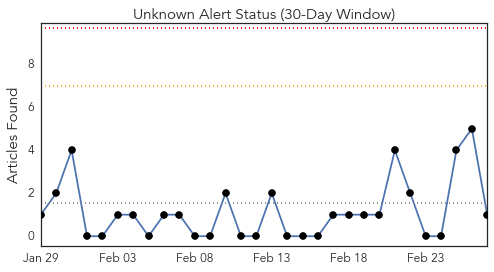 Unknown Alert Status (30-Day Window)
Articles Found
8
6
4
2
0
Jan 29 Feb 03 Feb 08 Feb 13 Feb 18 Feb 23